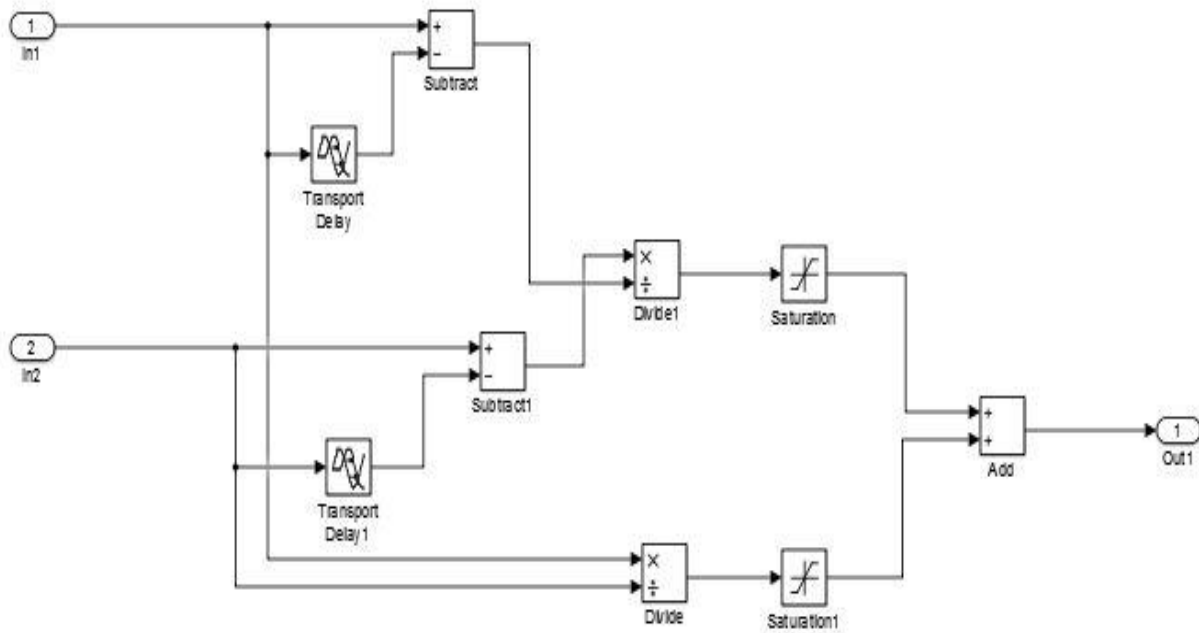 1
In1
+
−
Subtract
Transport
Delay
×
÷
Divide1
Saturation
2
In2
+
−
Subtract1
Transport
Delay1
+
+
Add
1
Out1
×
÷
Divide
Saturation1